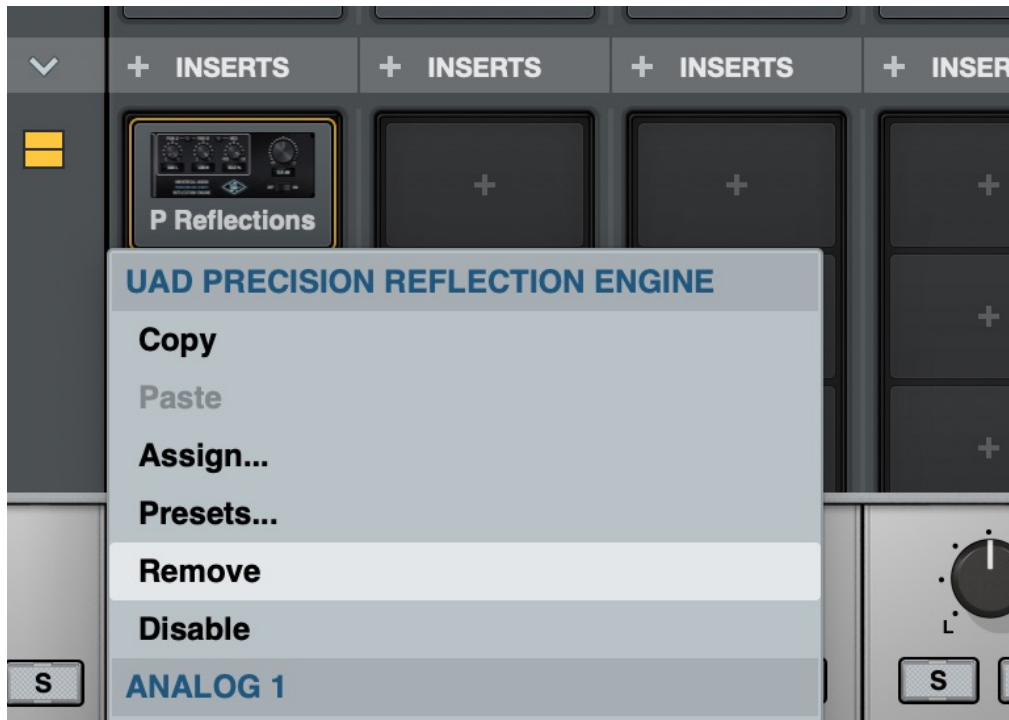 + INSERTS
+ INSERTS
+ INSERTS
+ INSER
P Reflections
UAD PRECISION REFLECTION ENGINE
Copy
Paste
Assign...
Presets...
Remove
Disable
L
S
S
ANALOG 1